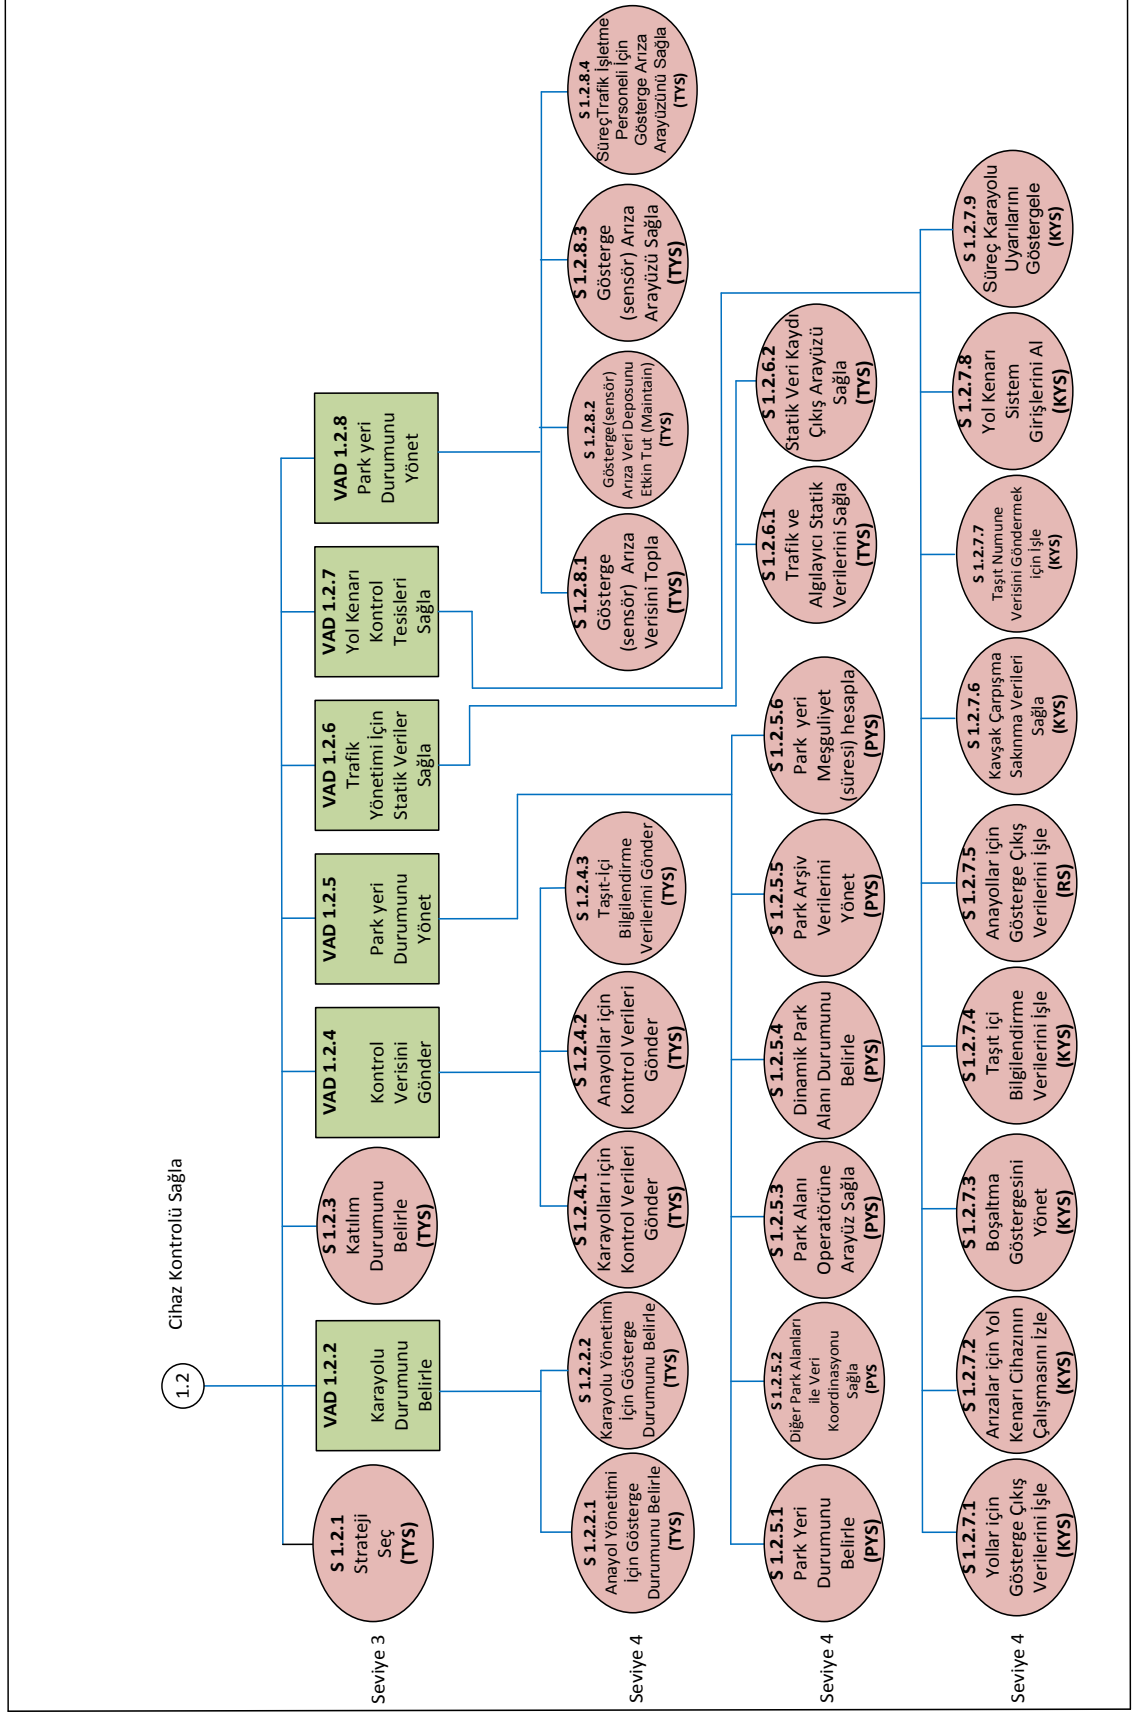 1.2
Cihaz Kontrolü Sağla
Seviye 3
S 1.2.1
Strateji
Seç
(TYS)
VAD 1.2.2
Karayolu
Durumunu
Belirle
S 1.2.3
Katılım
Durumunu
Belirle
(TYS)
VAD 1.2.4
Kontrol
Verisini
Gönder
VAD 1.2.5
Park yeri
Durumunu
Yönet
VAD 1.2.6
Trafik
Yönetimi İçin
Statik Veriler
Sağla
VAD 1.2.7
Yol Kenarı
Kontrol
Tesisleri
Sağla
VAD 1.2.8
Park yeri
Durumunu
Yönet
Seviye 4
S 1.2.2.1
Anayol Yönetimi
İçin Gösterge
Durumunu Belirle
(TYS)
S 1.2.2.2
Karayolu Yönetimi
İçin Gösterge
Durumunu Belirle
(TYS)
S 1.2.4.1
Karayolları için
Kontrol Verileri
Gönder
(TYS)
S 1.2.4.2
Anayollar için
Kontrol Verileri
Gönder
(TYS)
S 1.2.4.3
Taşıt-İçi
Bilgilendirme
Verilerini Gönder
(TYS)
S 1.2.8.1
Gösterge
(sensör) Arıza
Verisini Topla
(TYS)
S 1.2.8.2
Gösterge(sensör)
Arıza Veri Deposunu
Etkin Tut (Maintain)
(TYS)
S 1.2.8.3
Gösterge
(sensör) Arıza
Arayüzü Sağla
(TYS)
S 1.2.8.4
SüreçTrafik İşletme
Personeli İçin
Gösterge Arıza
Arayüzünü Sağla
(TYS)
Seviye 4
S 1.2.5.1
Park Yeri
Durumunu
Belirle
(PYS)
S 1.2.5.2
Diğer Park Alanları
ile Veri
Koordinasyonu
Sağla
(PYS
S 1.2.5.3
Park Alanı
Operatörüne
Arayüz Sağla
(PYS)
S 1.2.5.4
Dinamik Park
Alanı Durumunu
Belirle
(PYS)
S 1.2.5.5
Park Arşiv
Verilerini
Yönet
(PYS)
S 1.2.5.6
Park yeri
Meşguliyet
(süresi) hesapla
(PYS)
S 1.2.6.1
Trafik ve
Algılayıcı Statik
Verilerini Sağla
(TYS)
S 1.2.6.2
Statik Veri Kaydı
Çıkış Arayüzü
Sağla
(TYS)
Seviye 4
S 1.2.7.1
Yollar için
Gösterge Çıkış
Verilerini İşle
(KYS)
S 1.2.7.2
Arızalar için Yol
Kenarı Cihazının
Çalışmasını İzle
(KYS)
S 1.2.7.3
Boşaltma
Göstergesini
Yönet
(KYS)
S 1.2.7.4
Taşıt içi
Bilgilendirme
Verilerini İşle
(KYS)
S 1.2.7.5
Anayollar için
Gösterge Çıkış
Verilerini İşle
(RS)
S 1.2.7.6
Kavşak Çarpışma
Sakınma Verileri
Sağla
(KYS)
S 1.2.7.7
Taşıt Numune
Verisini Göndermek
için İşle
(KYS)
S 1.2.7.8
Yol Kenarı
Sistem
Girişlerini Al
(KYS)
S 1.2.7.9
Süreç Karayolu
Uyarılarını
Göstergele
(KYS)